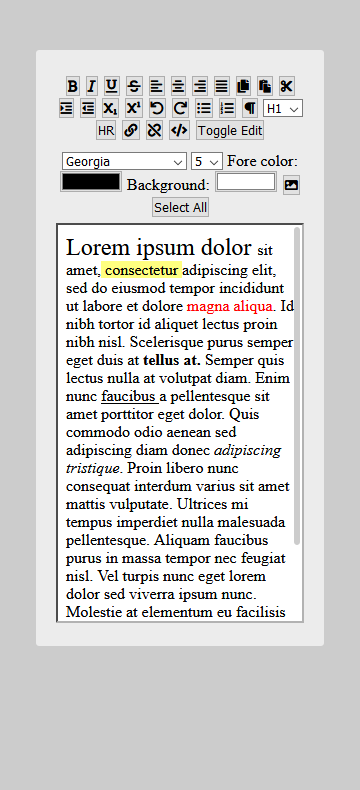 B I U S
X₁ X² ¶ H1
HR Toggle Edit
Georgia 5 Fore color:
Background:
Select All
Lorem ipsum dolor sit
amet, consectetur adipiscing elit,
sed do eiusmod tempor incididunt
ut labore et dolore magna aliqua. Id
nibh tortor id aliquet lectus proin
nibh nisl. Scelerisque purus semper
eget duis at tellus at. Semper quis
lectus nulla at volutpat diam. Enim
nunc faucibus a pellentesque sit
amet porttitor eget dolor. Quis
commodo odio aenean sed
adipiscing diam donec adipiscing
tristique. Proin libero nunc
consequat interdum varius sit amet
mattis vulputate. Ultrices mi
tempus imperdiet nulla malesuada
pellentesque. Aliquam faucibus
purus in massa tempor nec feugiat
nisl. Vel turpis nunc eget lorem
dolor sed viverra ipsum nunc.
Molestie at elementum eu facilisis